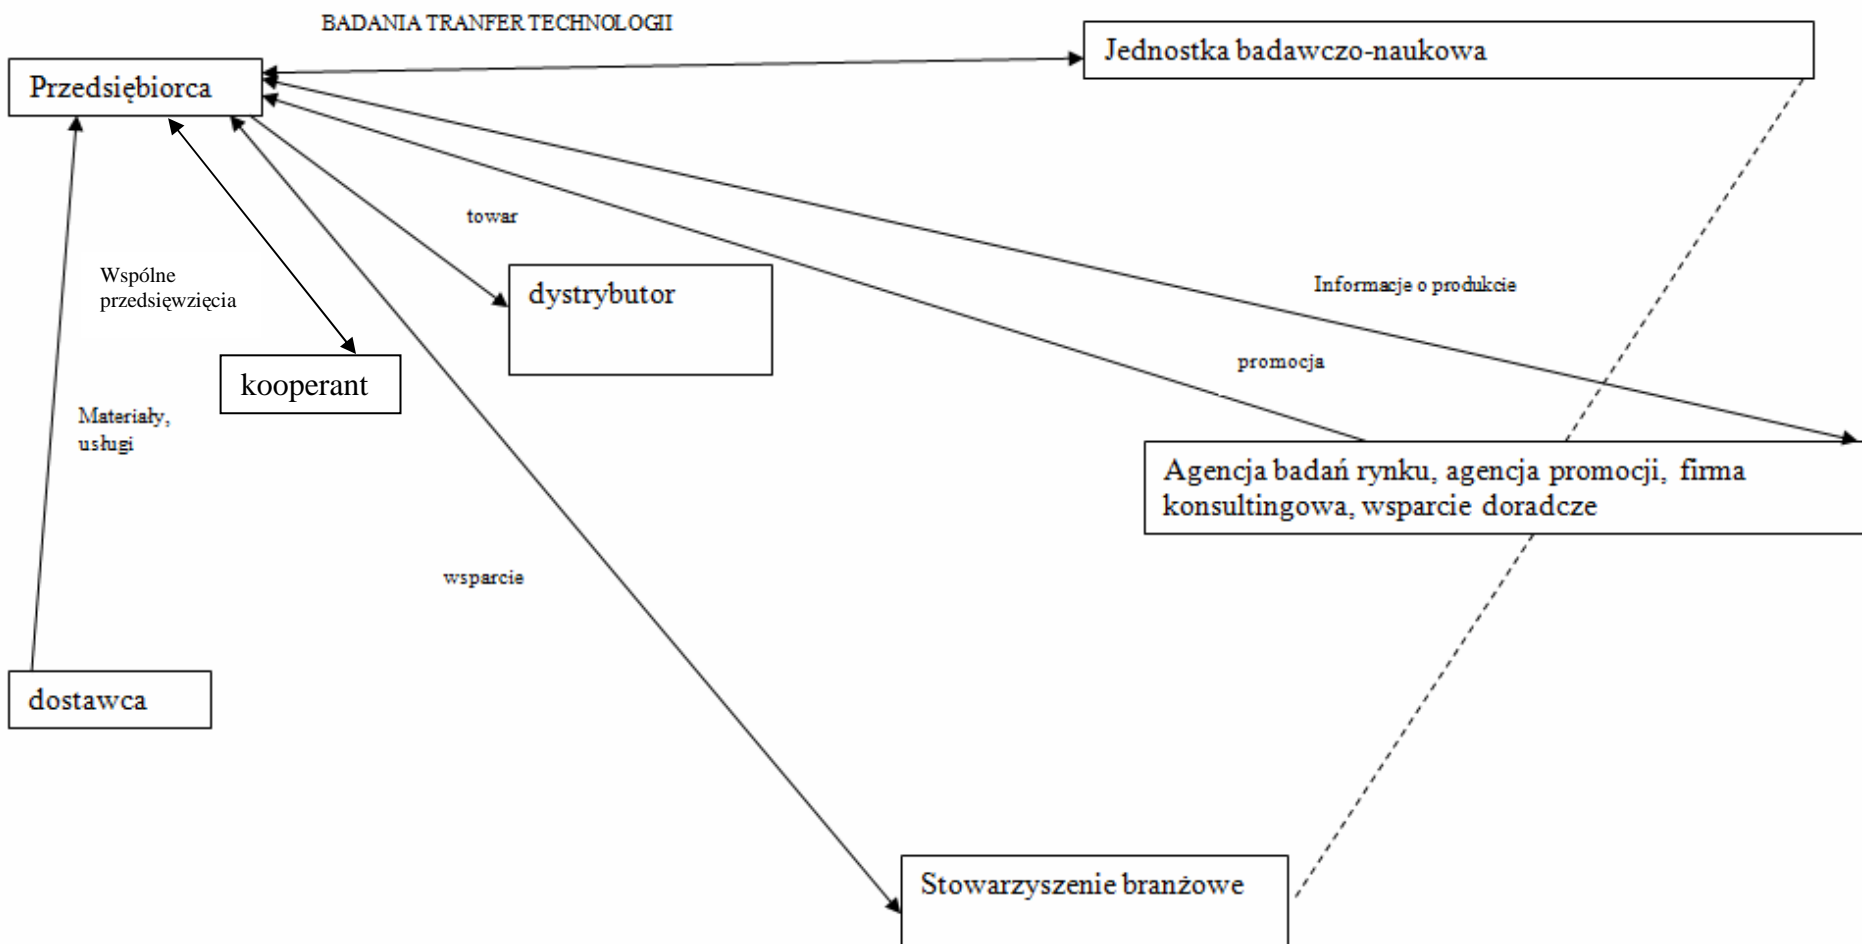 BADANIA TRANFER TECHNOLOGII
Jednostka badawczo-naukowa
Przedsiębiorca
towar
Wspólne
przedsięwzięcia
dystrybutor
Informacje o produkcie
promocja
kooperant
Materiały,
usługi
Agencja badań rynku, agencja promocji, firma
konsultingowa, wsparcie doradcze
wsparcie
dostawca
Stowarzyszenie branżowe